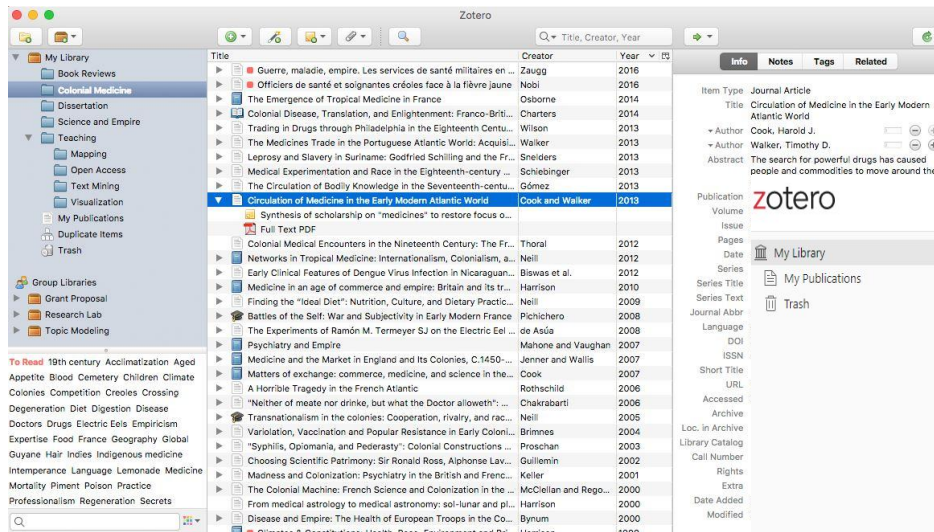 Zotero
Title, Creator, Year
My Library
Book Reviews
Colonial Medicine
Dissertation
Science and Empire
Teaching
Mapping
Open Access
Text Mining
Visualization
My Publications
Duplicate Items
Trash
Group Libraries
Grant Proposal
Research Lab
Topic Modeling
To Read 19th century Acclimatization Aged
Appetite Blood Cemetery Children Climate
Colonies Competition Creoles Crossing
Degeneration Diet Digestion Disease
Doctors Drugs Electric Eels Empiricism
Expertise Food France Geography Global
Guyane Hair Indies Indigenous medicine
Intemperance Language Lemonade Medicine
Mortality Piment Poison Practice
Professionalism Regeneration Secrets
Title Creator Year
Guerre, maladie, empire. Les services de santé militaires en ... Zaugg 2016
Officiers de santé et soignantes créoles face à la fièvre jaune Nobi 2016
The Emergence of Tropical Medicine in France Osborne 2014
Colonial Disease, Translation, and Enlightenment: Franco-Briti... Charters 2014
Trading in Drugs through Philadelphia in the Eighteenth Centu... Wilson 2013
The Medicines Trade in the Portuguese Atlantic World: Acquisi... Walker 2013
Leprosy and Slavery in Suriname: Godfried Schilling and the Fr... Snelders 2013
Medical Experimentation and Race in the Eighteenth-century ... Schiebinger 2013
The Circulation of Bodily Knowledge in the Seventeenth-centu... Gómez 2013
Circulation of Medicine in the Early Modern Atlantic World Cook and Walker 2013
Synthesis of scholarship on "medicines" to restore focus o...
Full Text PDF
Colonial Medical Encounters in the Nineteenth Century: The Fr... Thoral 2012
Networks in Tropical Medicine: Internationalism, Colonialism, a... Neill 2012
Early Clinical Features of Dengue Virus Infection in Nicaraguan... Biswas et al. 2012
Medicine in an age of commerce and empire: Britain and its tr... Harrison 2010
Finding the "Ideal Diet": Nutrition, Culture, and Dietary Practic... Neill 2009
Battles of the Self: War and Subjectivity in Early Modern France Pichichero 2008
The Experiments of Ramón M. Termeyer SJ on the Electric Eel ... de Asúa 2008
Psychiatry and Empire Mahone and Vaughan 2007
Medicine and the Market in England and Its Colonies, C.1450-... Jenner and Wallis 2007
Matters of exchange: commerce, medicine, and science in the... Cook 2007
A Horrible Tragedy in the French Atlantic Rothschild 2006
"Neither of meate nor drinke, but what the Doctor alloweth": ... Chakrabarti 2006
Transnationalism in the colonies: Cooperation, rivalry, and rac... Neill 2005
Variolation, Vaccination and Popular Resistance in Early Coloni... Brimnes 2004
"Syphilis, Opiomania, and Pederasty": Colonial Constructions ... Proschan 2003
Choosing Scientific Patrimony: Sir Ronald Ross, Alphonse Lav... Guillemin 2002
Madness and Colonization: Psychiatry in the British and Frenc... Keller 2001
The Colonial Machine: French Science and Colonization in the ... McClellan and Rego... 2000
From medical astrology to medical astronomy: sol-lunar and pl... Harrison 2000
Disease and Empire: The Health of European Troops in the Co... Bynum 2000
Info Notes Tags Related
Item Type Journal Article
Title Circulation of Medicine in the Early Modern
Atlantic World
Author Cook, Harold J.
Author Walker, Timothy D.
Abstract The search for powerful drugs has caused
people and commodities to move around the
Publication
Volume
Issue
Pages
Date
Series
Series Title
Series Text
Journal Abbr
Language
DOI
ISSN
Short Title
URL
Accessed
Archive
Loc. in Archive
Library Catalog
Call Number
Rights
Extra
Date Added
Modified
zotero
My Library
My Publications
Trash